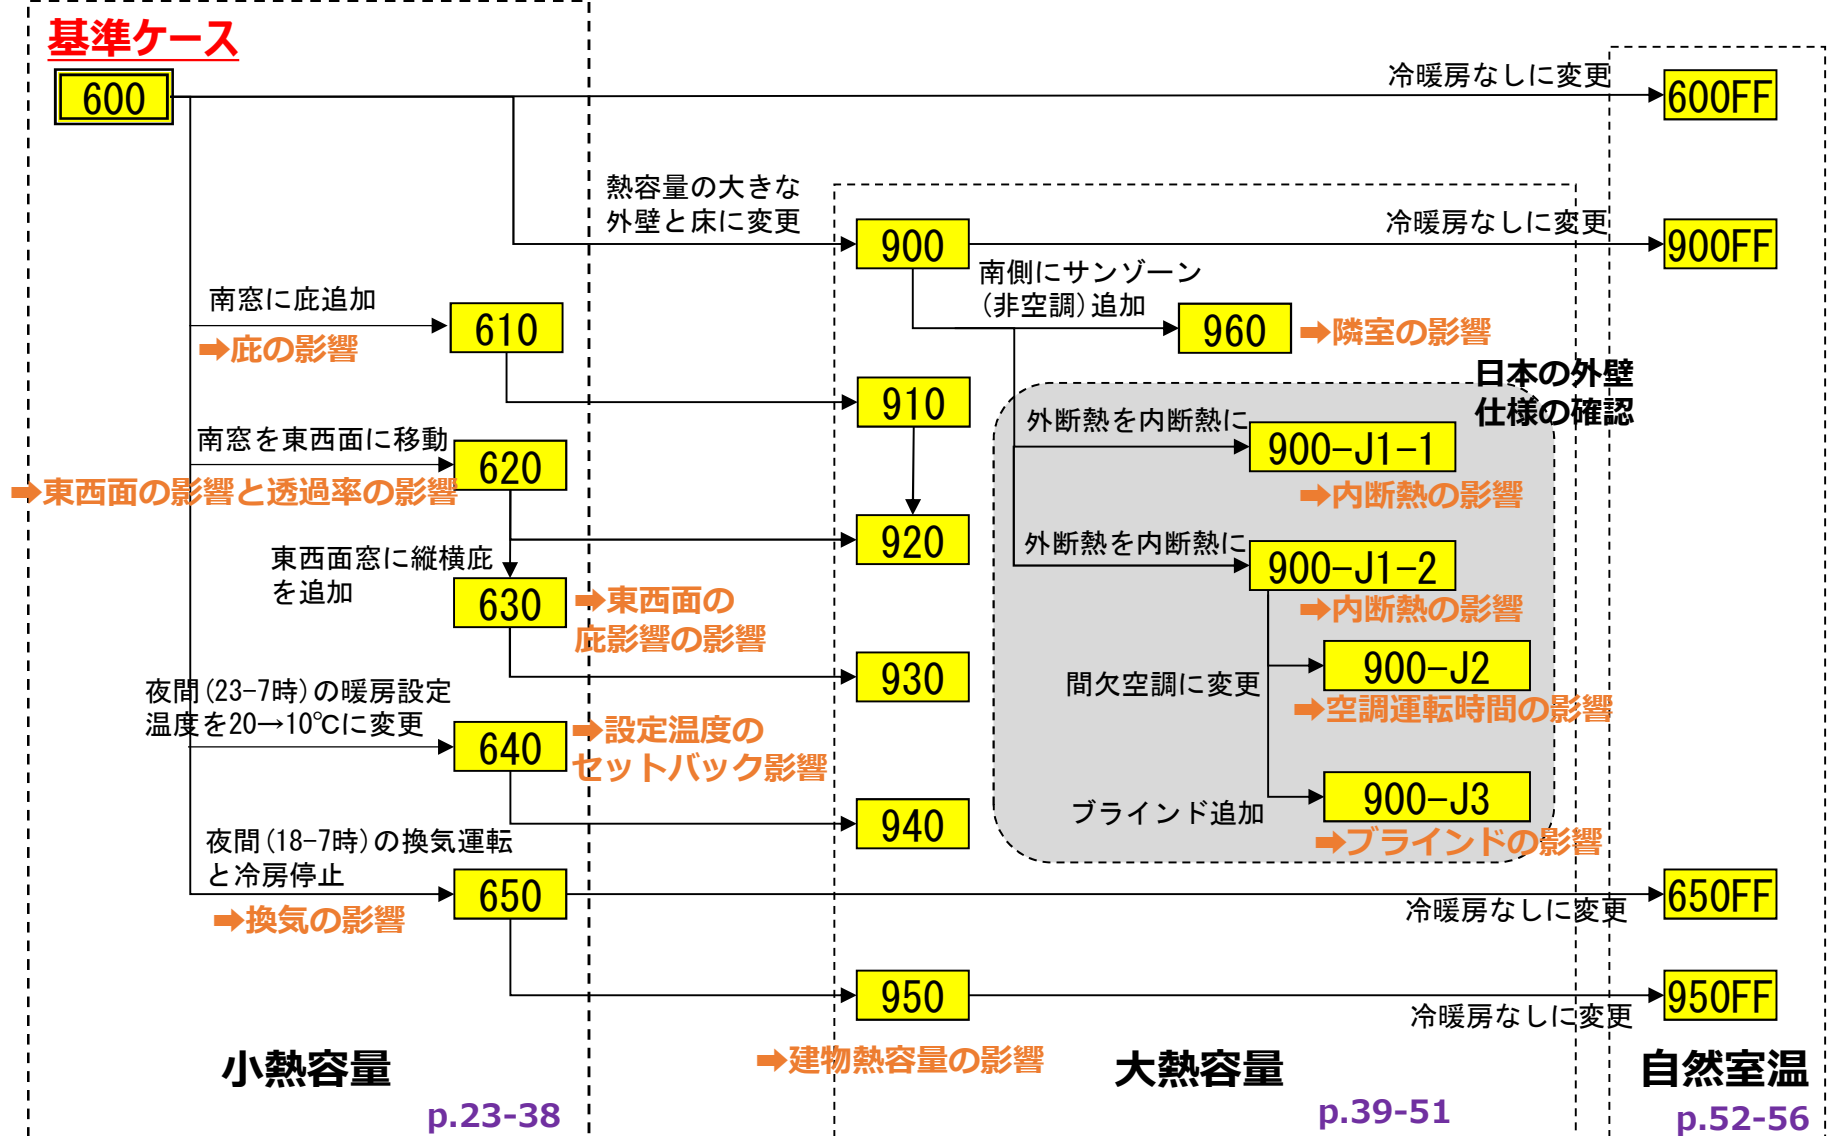 基準ケース
600
冷暖房なしに変更
600FF
熱容量の大きな
外壁と床に変更
900
冷暖房なしに変更
900FF
南側にサンゾーン
(非空調)追加
960
➡隣室の影響
南窓に庇追加
610
➡庇の影響
910
日本の外壁
仕様の確認
外断熱を内断熱に
900-J1-1
➡内断熱の影響
南窓を東西面に移動
620
➡東西面の影響と透過率の影響
920
外断熱を内断熱に
900-J1-2
➡内断熱の影響
東西面窓に縦横庇
を追加
630
➡東西面の
庇影響の影響
930
間欠空調に変更
900-J2
➡空調運転時間の影響
夜間(23-7時)の暖房設定
温度を20→10℃に変更
640
➡設定温度の
セットバック影響
940
ブラインド追加
900-J3
➡ブラインドの影響
夜間(18-7時)の換気運転
と冷房停止
650
➡換気の影響
冷暖房なしに変更
650FF
950
冷暖房なしに変更
950FF
➡建物熱容量の影響
小熱容量
大熱容量
自然室温
p.23-38
p.39-51
p.52-56